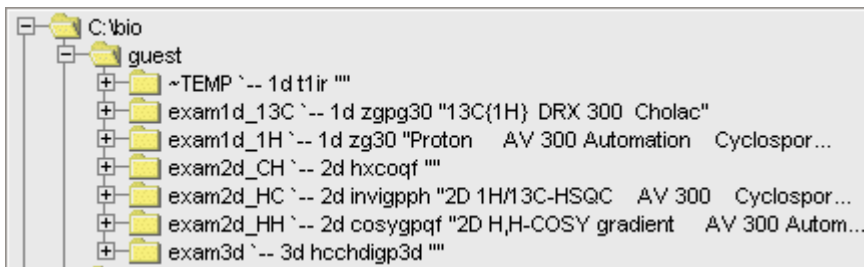 C:\bio
guest
~TEMP `-- 1d t1ir ""
exam1d_13C `-- 1d zgpg30 "13C{1H} DRX 300 Cholac"
exam1d_1H `-- 1d zg30 "Proton AV 300 Automation Cyclospor...
exam2d_CH `-- 2d hxcoqf ""
exam2d_HC `-- 2d invigpph "2D 1H/13C-HSQC AV 300 Cyclospor...
exam2d_HH `-- 2d cosygpqf "2D H,H-COSY gradient AV 300 Autom...
exam3d `-- 3d hcchdigp3d ""